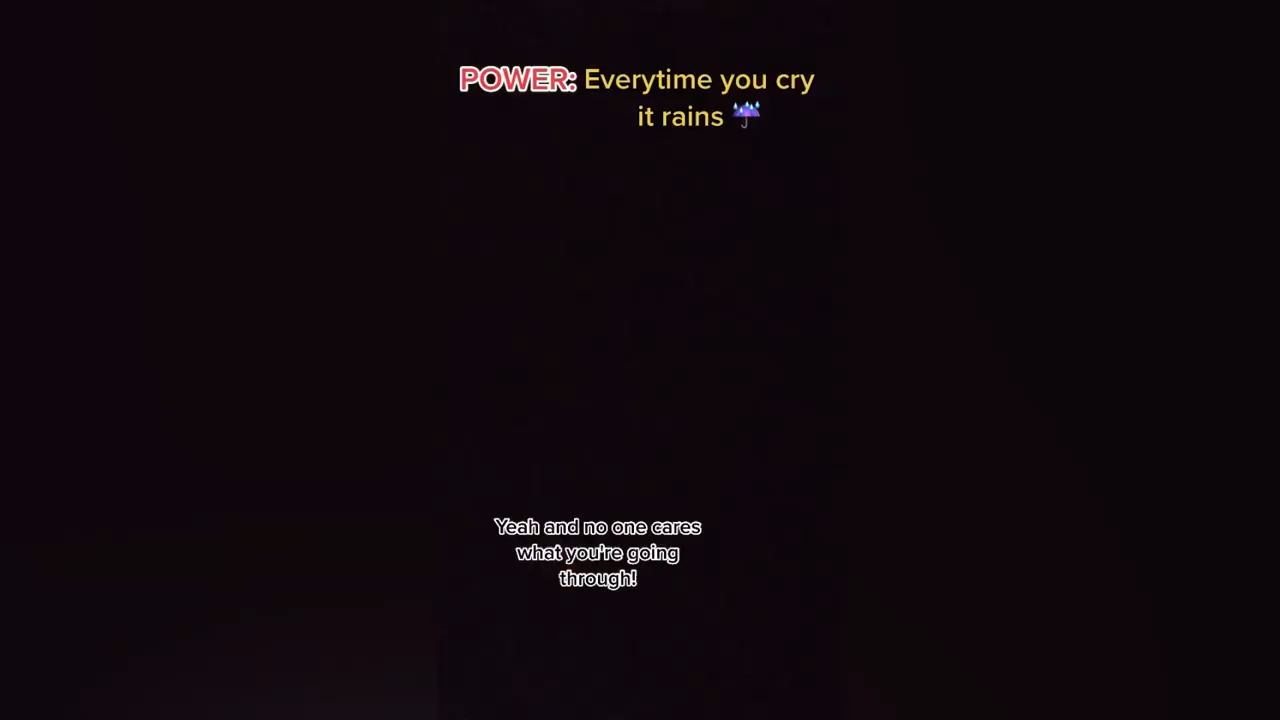 POWER: Everytime you cry
it rains ☔
Yeah and no one cares
what you're going
through!